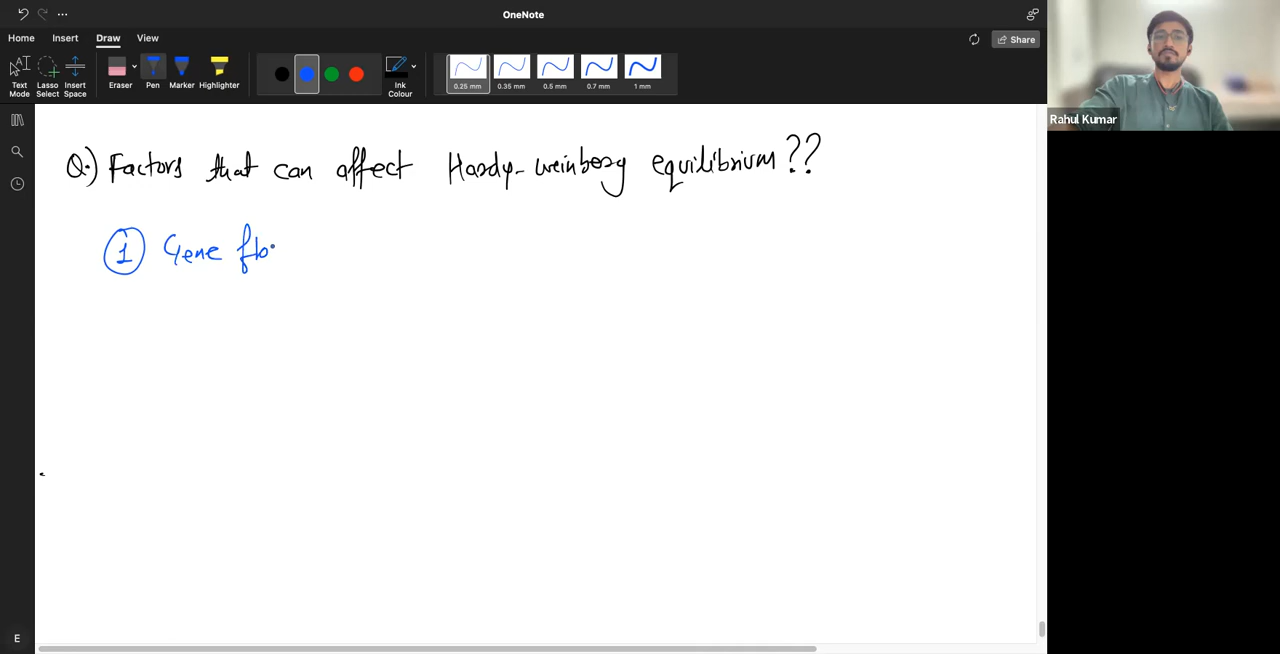 OneNote
Home Insert Draw View
Share
Text Mode
Lasso Select
Insert Space
Eraser
Pen
Marker
Highlighter
Ink Colour
0.25 mm
0.35 mm
0.5 mm
0.7 mm
1 mm
Rahul Kumar
Q.) Factors that can affect Hardy-weinberg equilibrium??
1 Gene flo
E